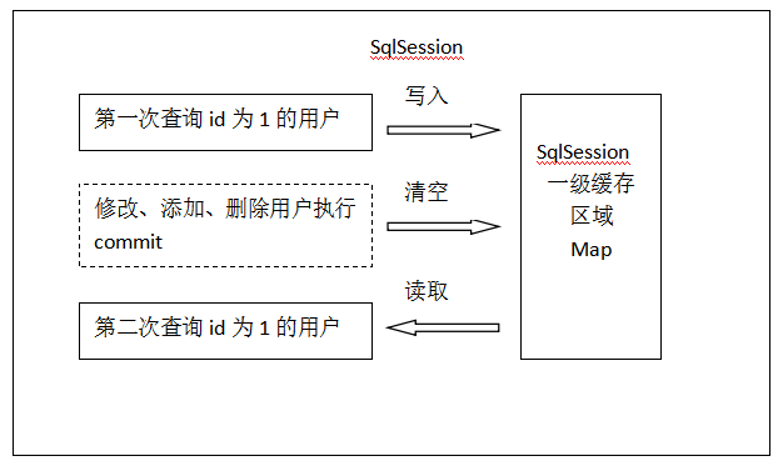 SqlSession
写入
第一次查询 id 为 1 的用户
SqlSession
一级缓存
区域
Map
清空
修改、添加、删除用户执行
commit
读取
第二次查询 id 为 1 的用户